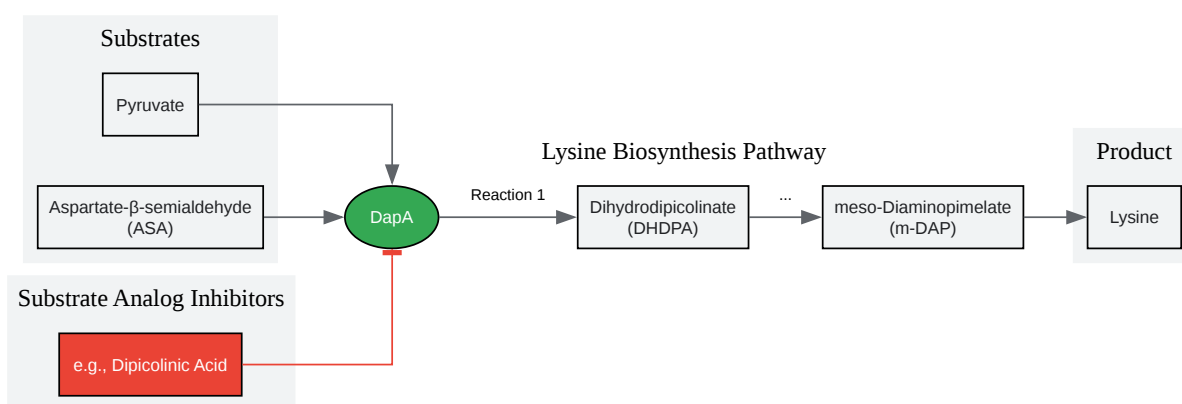 Substrates
Pyruvate
Aspartate-β-semialdehyde
(ASA)
DapA
Substrate Analog Inhibitors
e.g., Dipicolinic Acid
Lysine Biosynthesis Pathway
Reaction 1
Dihydrodipicolinate
(DHDPA)
...
meso-Diaminopimelate
(m-DAP)
Product
Lysine